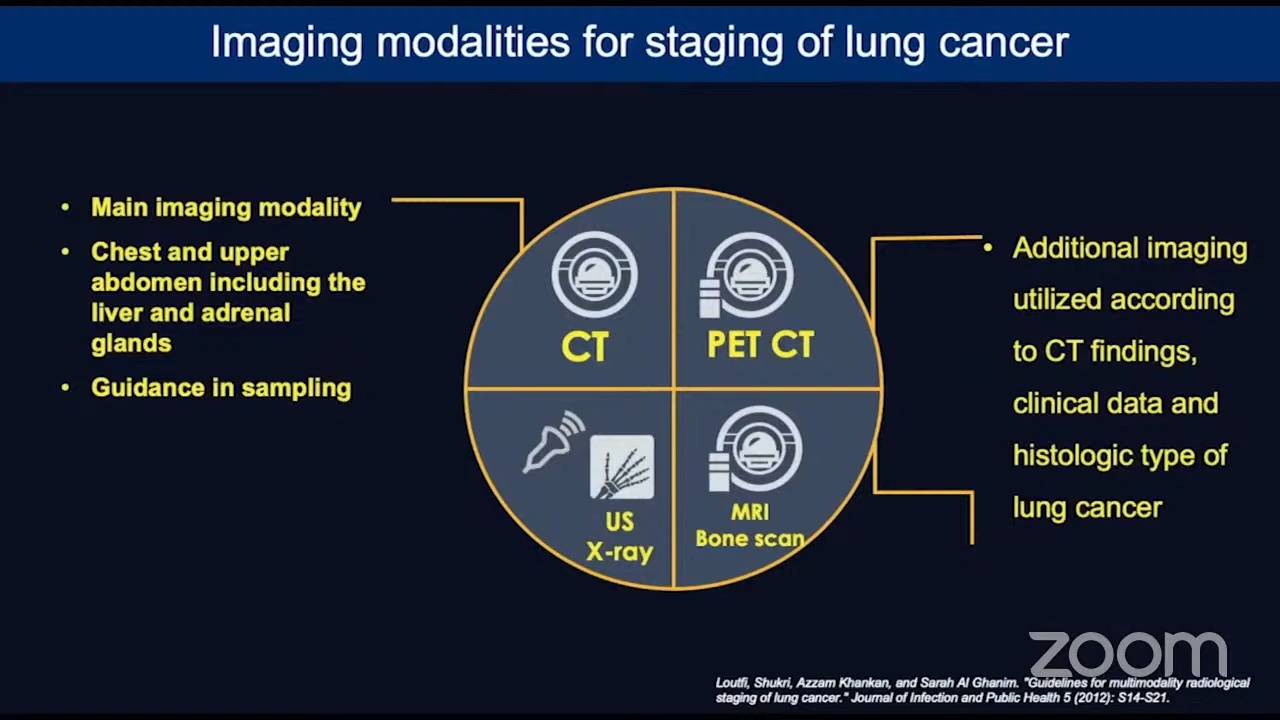 Imaging modalities for staging of lung cancer
• Main imaging modality
• Chest and upper
abdomen including the
liver and adrenal
glands
• Guidance in sampling
CT
PET CT
US
X-ray
MRI
Bone scan
• Additional imaging
utilized according
to CT findings,
clinical data and
histologic type of
lung cancer
zoom
Loutfi, Shukri, Azzam Khankan, and Sarah Al Ghanim. "Guidelines for multimodality radiological
staging of lung cancer." Journal of Infection and Public Health 5 (2012): S14-S21.